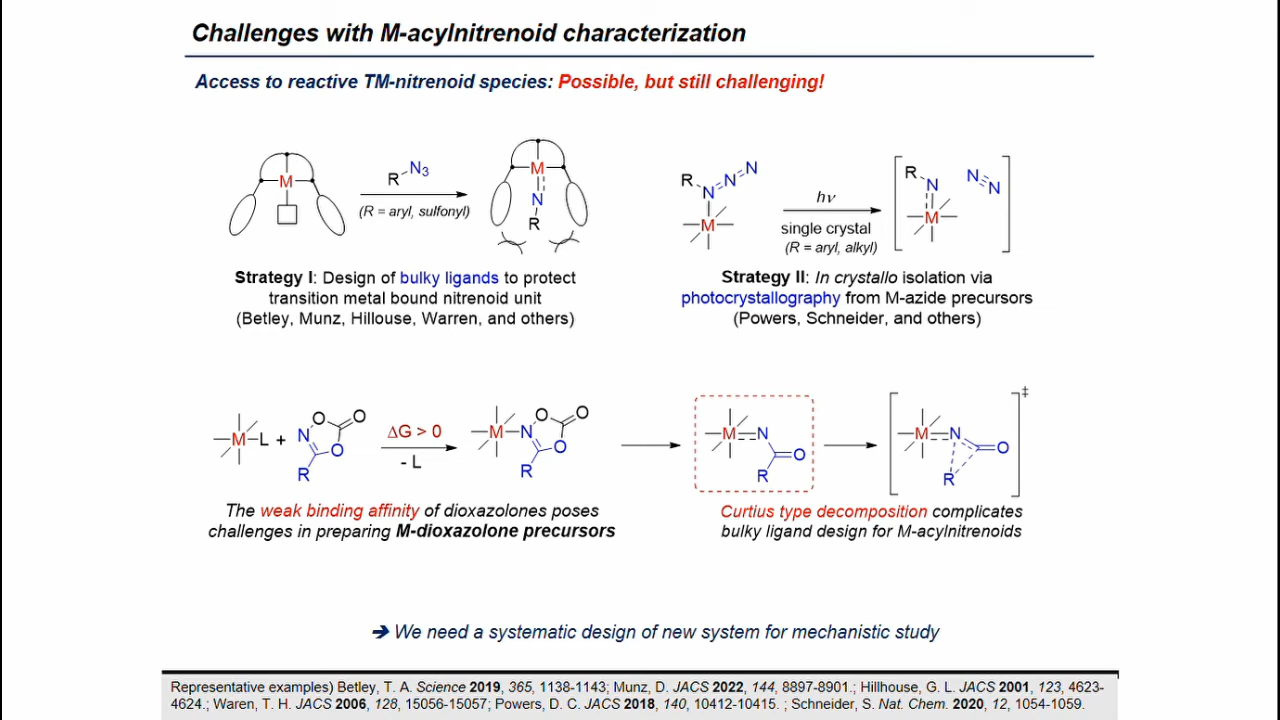 Challenges with M-acylnitrenoid characterization
Access to reactive TM-nitrenoid species: Possible, but still challenging!
M
R N3
(R = aryl, sulfonyl)
M
N
R
R N N N
M
hν
single crystal
(R = aryl, alkyl)
R N
M
N N
Strategy I: Design of bulky ligands to protect
transition metal bound nitrenoid unit
(Betley, Munz, Hillouse, Warren, and others)
Strategy II: In crystallo isolation via
photocrystallography from M-azide precursors
(Powers, Schneider, and others)
M L + N O O O R
ΔG > 0
- L
M N O O O R
M N O R
M N O R ‡
The weak binding affinity of dioxazolones poses
challenges in preparing M-dioxazolone precursors
Curtius type decomposition complicates
bulky ligand design for M-acylnitrenoids
➔ We need a systematic design of new system for mechanistic study
Representative examples) Betley, T. A. Science 2019, 365, 1138-1143; Munz, D. JACS 2022, 144, 8897-8901.; Hillhouse, G. L. JACS 2001, 123, 4623-
4624.; Waren, T. H. JACS 2006, 128, 15056-15057; Powers, D. C. JACS 2018, 140, 10412-10415. ; Schneider, S. Nat. Chem. 2020, 12, 1054-1059.